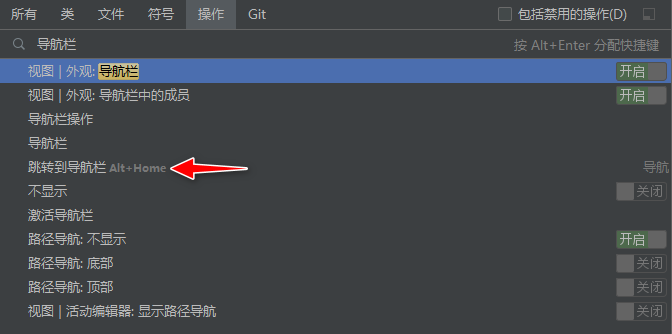 所有 类 文件 符号 操作 Git 包括禁用的操作(D)
导航栏 按 Alt+Enter 分配快捷键
视图 | 外观: 导航栏 开启
视图 | 外观: 导航栏中的成员 开启
导航栏操作
导航栏
跳转到导航栏 Alt+Home 导航
不显示 关闭
激活导航栏
路径导航: 不显示 开启
路径导航: 底部 关闭
路径导航: 顶部 关闭
视图 | 活动编辑器: 显示路径导航 关闭